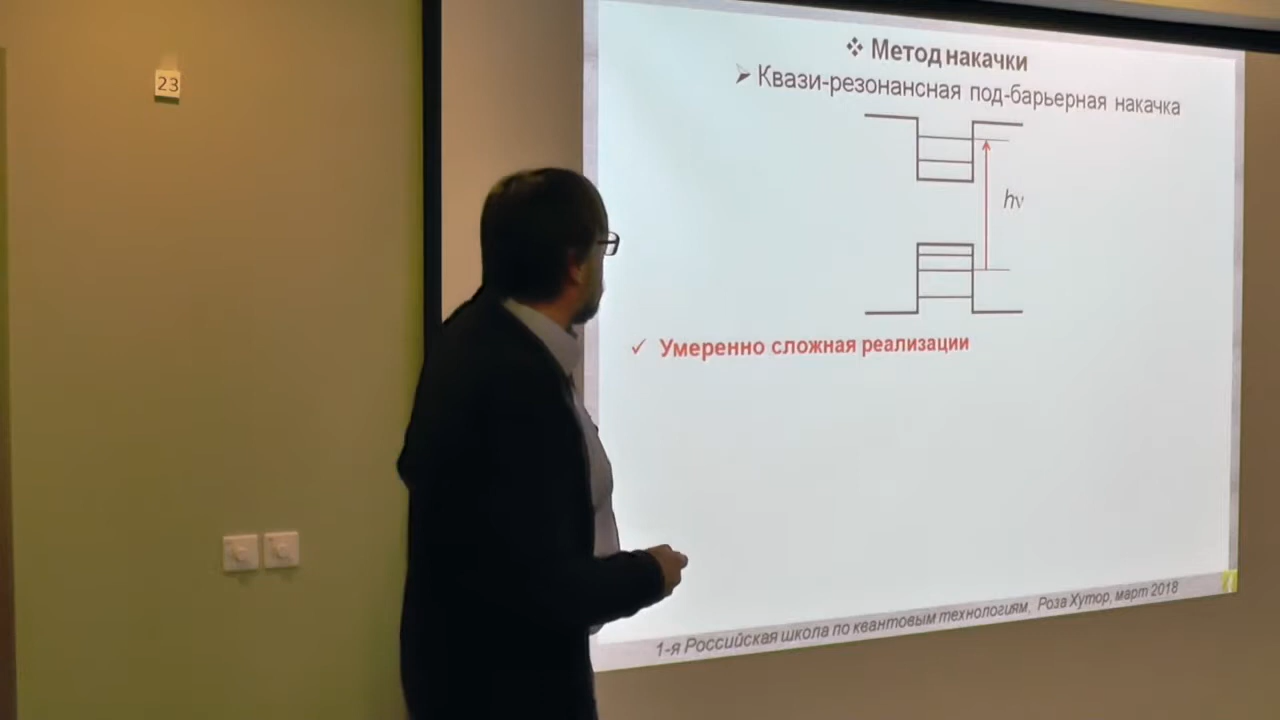 23
❖ Метод накачки
➢ Квази-резонансная под-барьерная накачка
hν
✓ Умеренно сложная реализации
1-я Российская школа по квантовым технологиям, Роза Хутор, март 2018